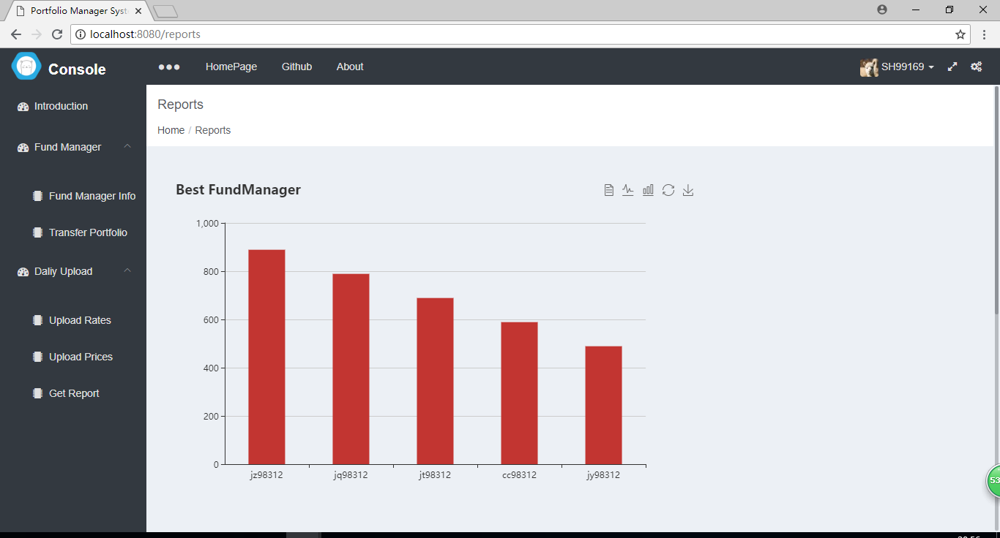 Portfolio Manager Syst
localhost:8080/reports
Console
HomePage
Github
About
SH99169
Introduction
Fund Manager
Fund Manager Info
Transfer Portfolio
Daliy Upload
Upload Rates
Upload Prices
Get Report
Reports
Home / Reports
Best FundManager
1,000
800
600
400
200
0
jz98312
jq98312
jt98312
cc98312
jy98312
53